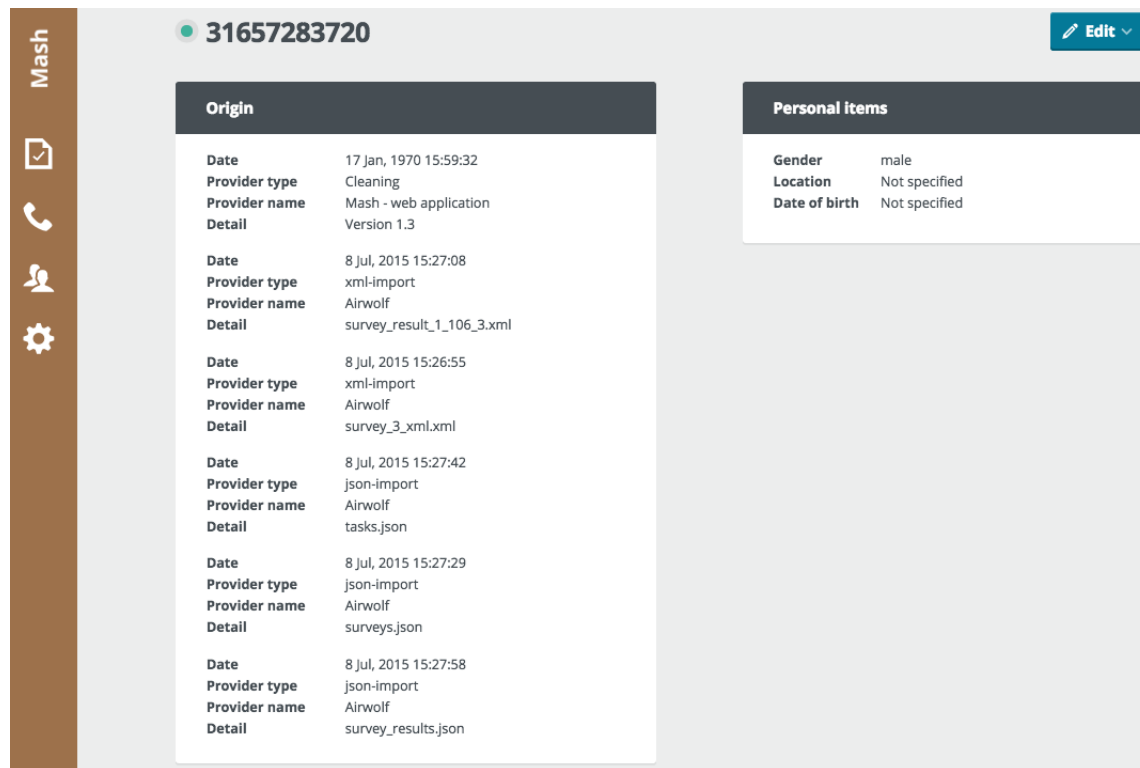 Mash
31657283720
Edit
Origin
Date 17 Jan, 1970 15:59:32
Provider type Cleaning
Provider name Mash - web application
Detail Version 1.3
Date 8 Jul, 2015 15:27:08
Provider type xml-import
Provider name Airwolf
Detail survey_result_1_106_3.xml
Date 8 Jul, 2015 15:26:55
Provider type xml-import
Provider name Airwolf
Detail survey_3_xml.xml
Date 8 Jul, 2015 15:27:42
Provider type json-import
Provider name Airwolf
Detail tasks.json
Date 8 Jul, 2015 15:27:29
Provider type json-import
Provider name Airwolf
Detail surveys.json
Date 8 Jul, 2015 15:27:58
Provider type json-import
Provider name Airwolf
Detail survey_results.json
Personal items
Gender male
Location Not specified
Date of birth Not specified